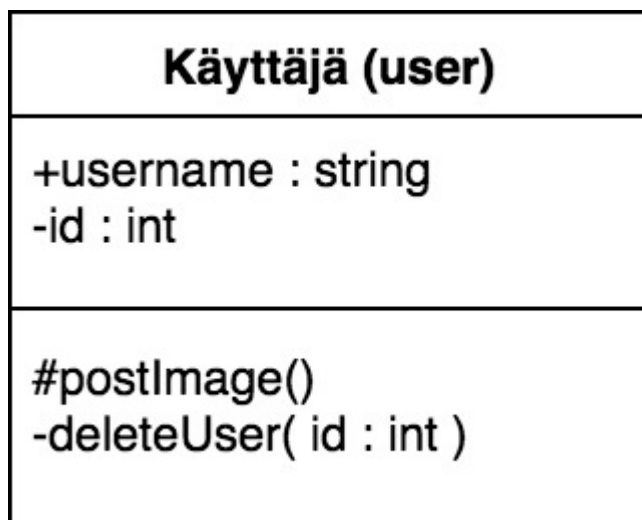 Käyttäjä (user)
+username : string
-id : int
#postImage()
-deleteUser( id : int )